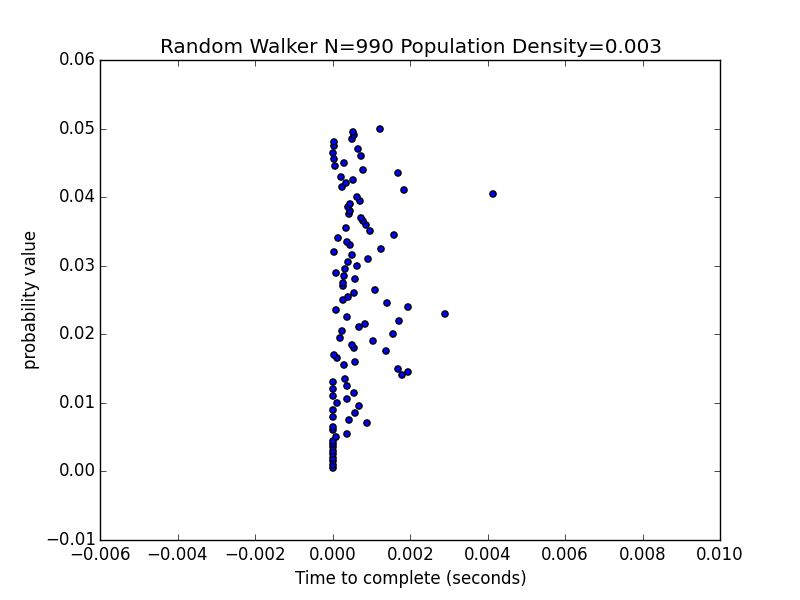 Random Walker N=990 Population Density=0.003
0.06
0.05
0.04
0.03
0.02
0.01
0.00
−0.01
probability value
−0.006 −0.004 −0.002 0.000 0.002 0.004 0.006 0.008 0.010
Time to complete (seconds)